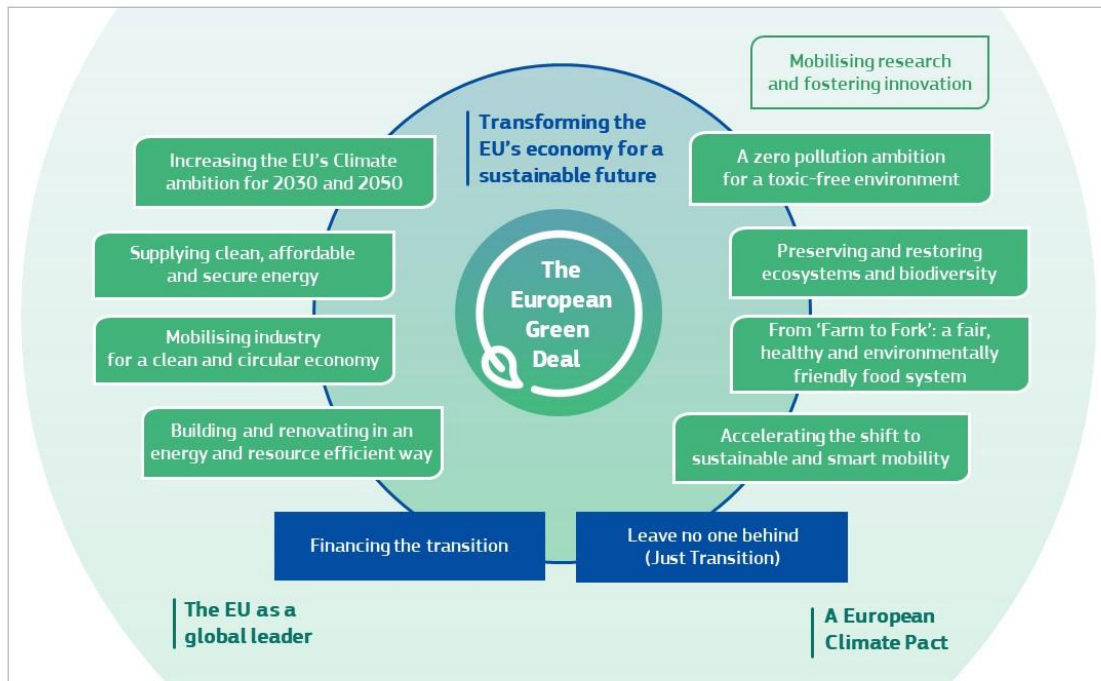 Mobilising research
and fostering innovation
Transforming the
EU's economy for a
sustainable future
Increasing the EU's Climate
ambition for 2030 and 2050
A zero pollution ambition
for a toxic-free environment
Supplying clean, affordable
and secure energy
Preserving and restoring
ecosystems and biodiversity
The
European
Green
Deal
Mobilising industry
for a clean and circular economy
From ‘Farm to Fork’: a fair,
healthy and environmentally
friendly food system
Building and renovating in an
energy and resource efficient way
Accelerating the shift to
sustainable and smart mobility
Financing the transition
Leave no one behind
(Just Transition)
The EU as a
global leader
A European
Climate Pact